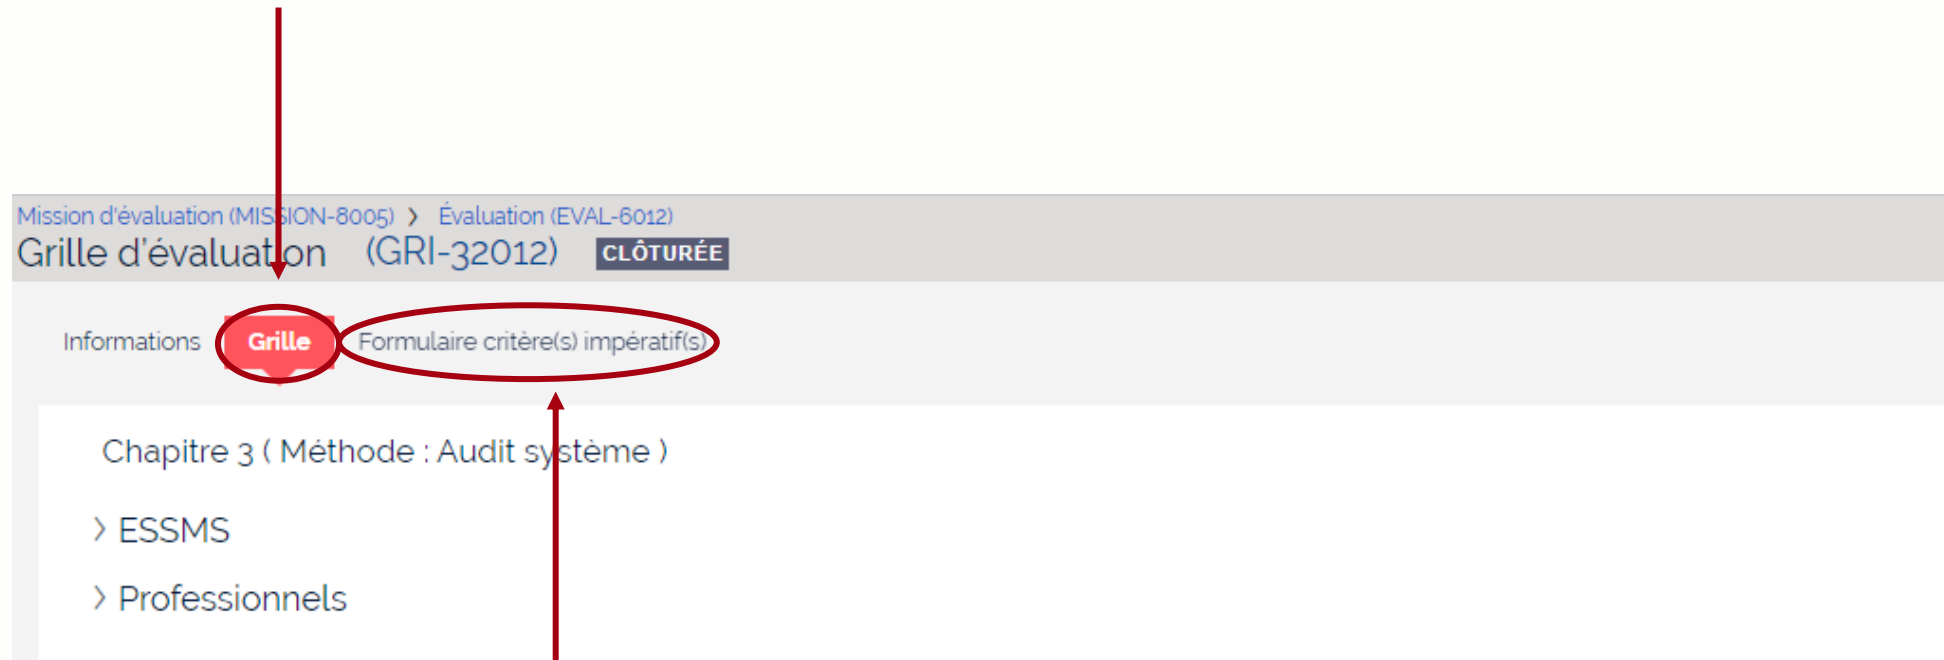 Mission d'évaluation (MISSION-8005) > Évaluation (EVAL-6012)
Grille d'évaluation (GRI-32012) CLÔTURÉE
Informations Grille Formulaire critère(s) impératif(s)
Chapitre 3 ( Méthode : Audit système )
> ESSMS
> Professionnels